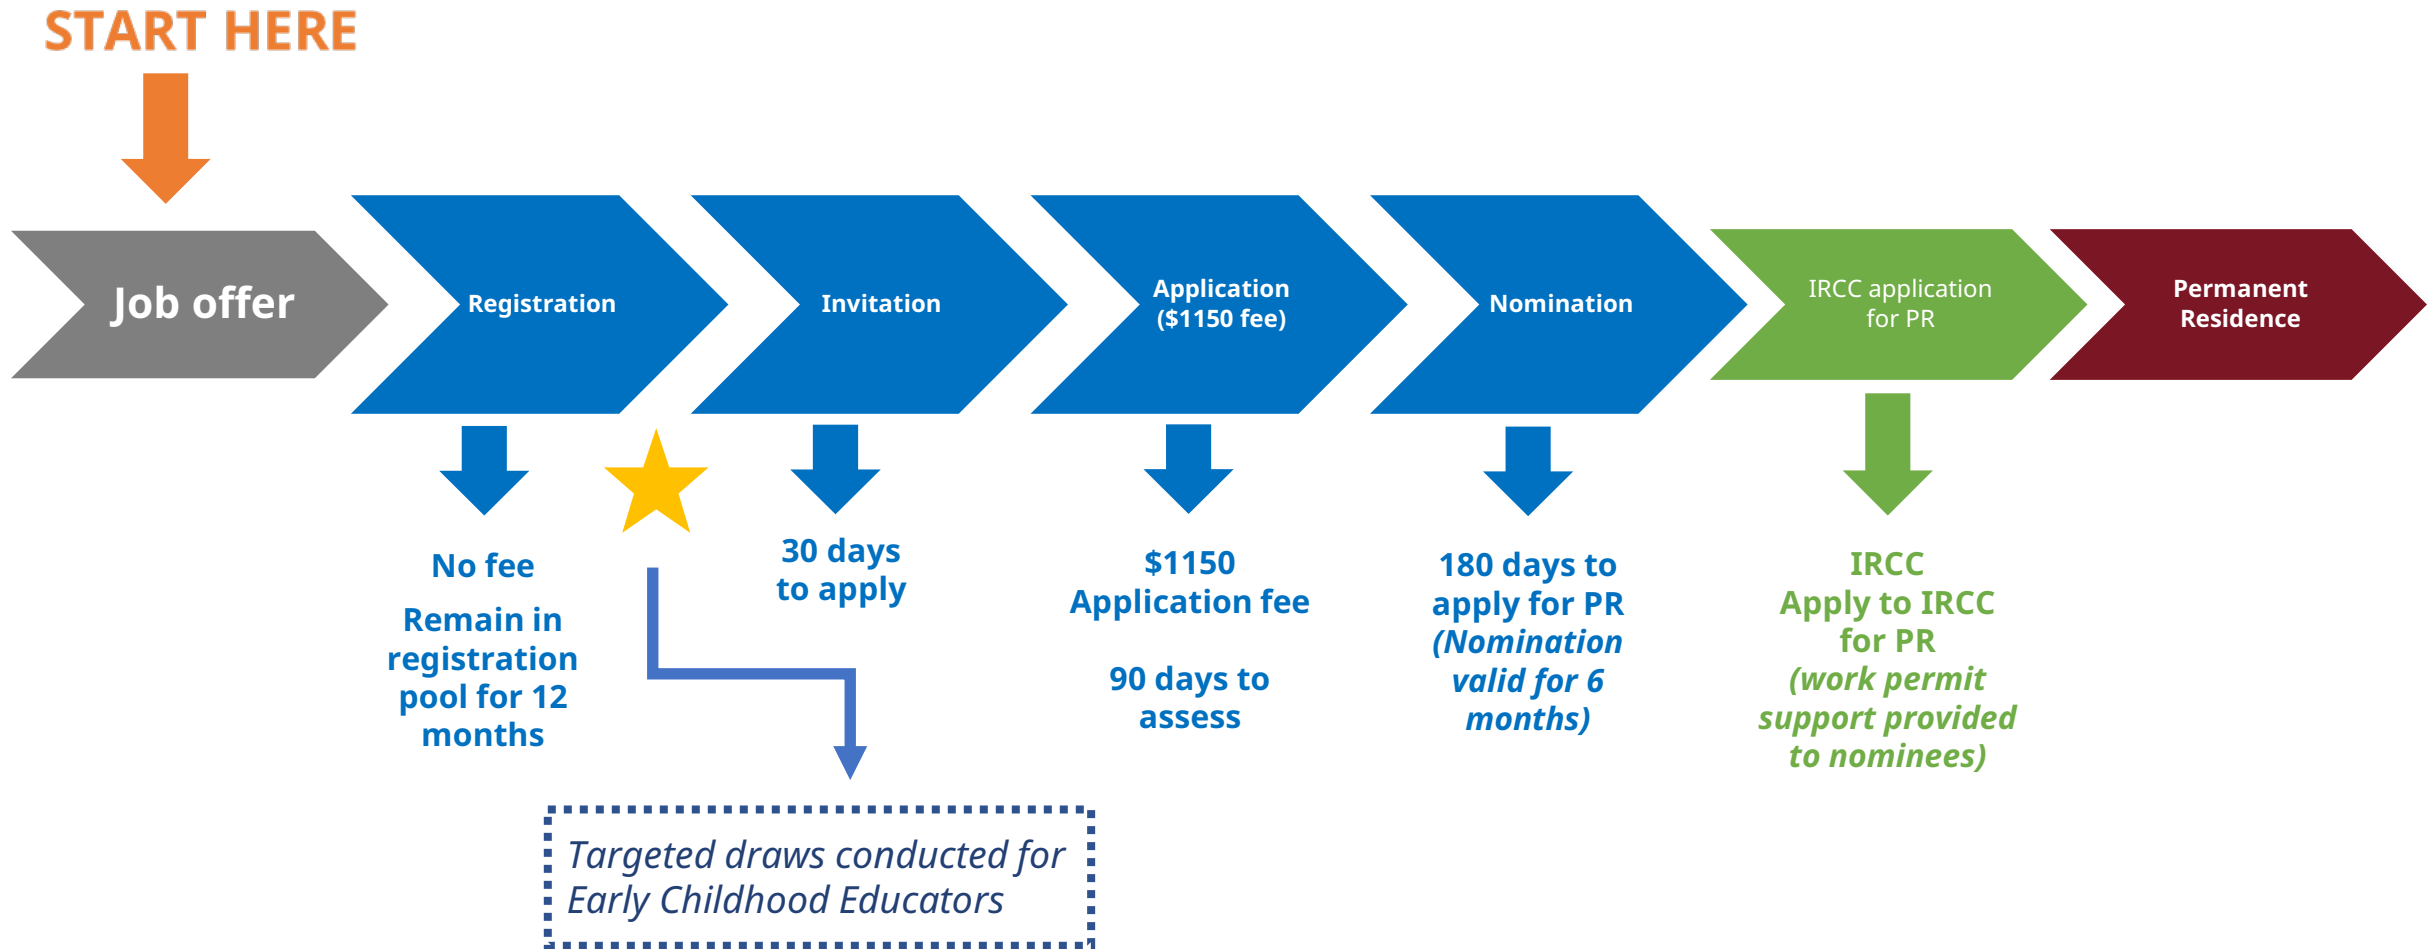 START HERE
Job offer
Registration
Invitation
Application
($1150 fee)
Nomination
IRCC application
for PR
Permanent
Residence
No fee
Remain in
registration
pool for 12
months
30 days
to apply
$1150
Application fee
90 days to
assess
180 days to
apply for PR
(Nomination
valid for 6
months)
IRCC
Apply to IRCC
for PR
(work permit
support provided
to nominees)
Targeted draws conducted for
Early Childhood Educators